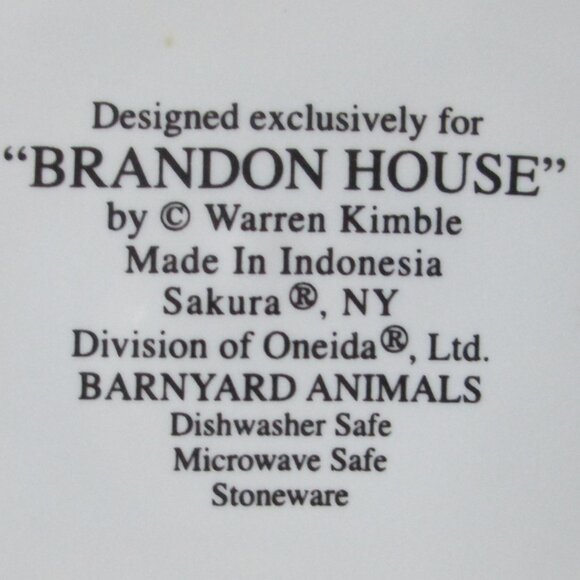 Designed exclusively for
“BRANDON HOUSE”
by © Warren Kimble
Made In Indonesia
Sakura®, NY
Division of Oneida®, Ltd.
BARNYARD ANIMALS
Dishwasher Safe
Microwave Safe
Stoneware